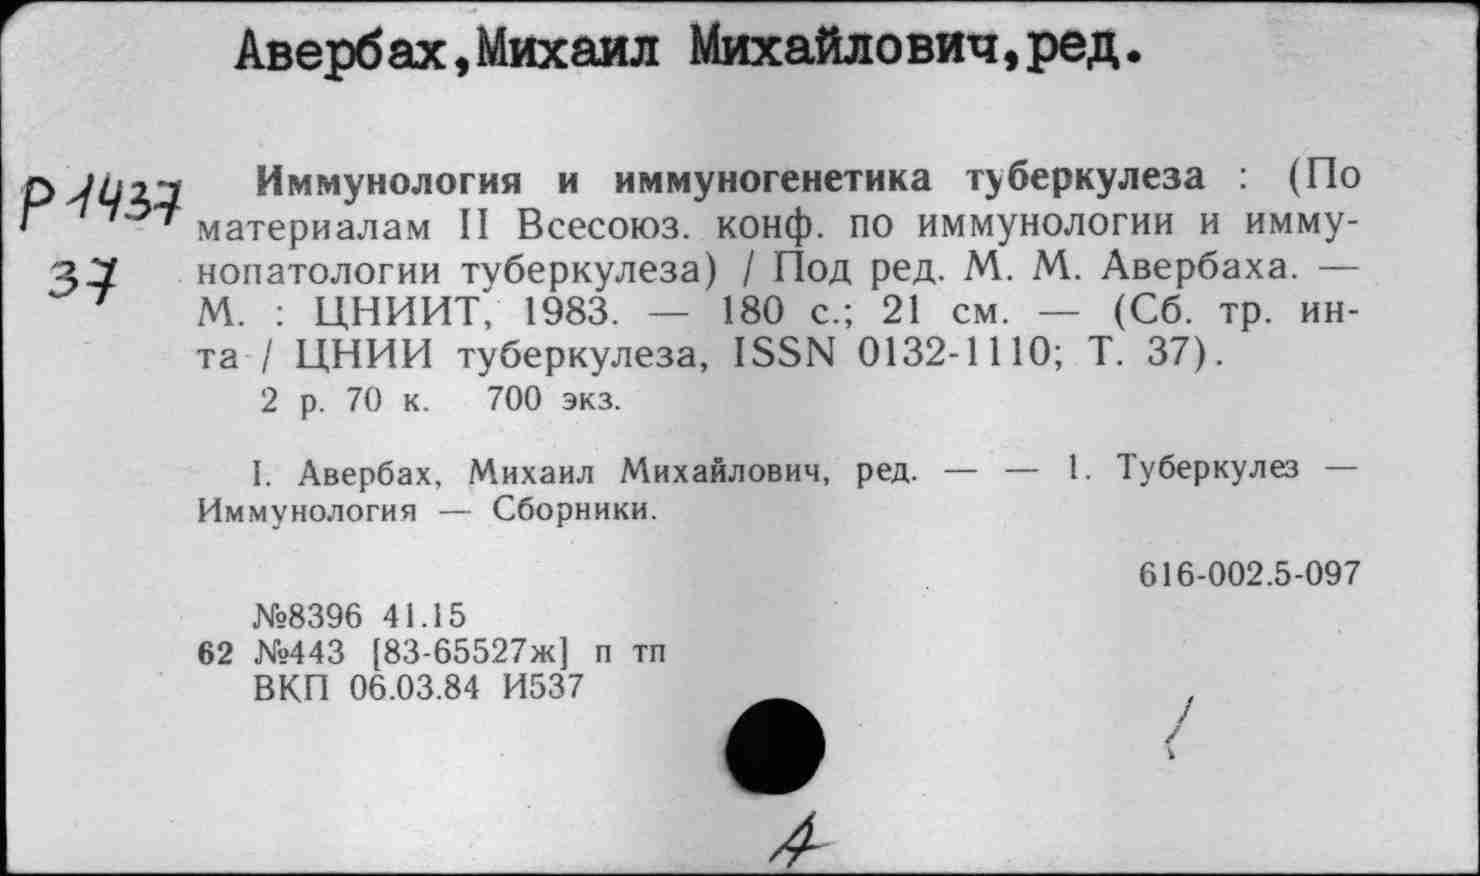 Авербах,Михаил Михайлович,ред.
Р1437
37
Иммунология и иммуногенетика туберкулеза : (По
материалам II Всесоюз. конф. по иммунологии и имму-
нопатологии туберкулеза) / Под ред. М. М. Авербаха. —
М. : ЦНИИТ, 1983. — 180 с.; 21 см. — (Сб. тр. ин-
та / ЦНИИ туберкулеза, ISSN 0132-1110; Т. 37).
2 р. 70 к. 700 экз.
I. Авербах, Михаил Михайлович, ред. — — 1. Туберкулез —
Иммунология — Сборники.
616-002.5-097
№8396 41.15
62 №443 [83-65527ж] п тп
ВКП 06.03.84 И537